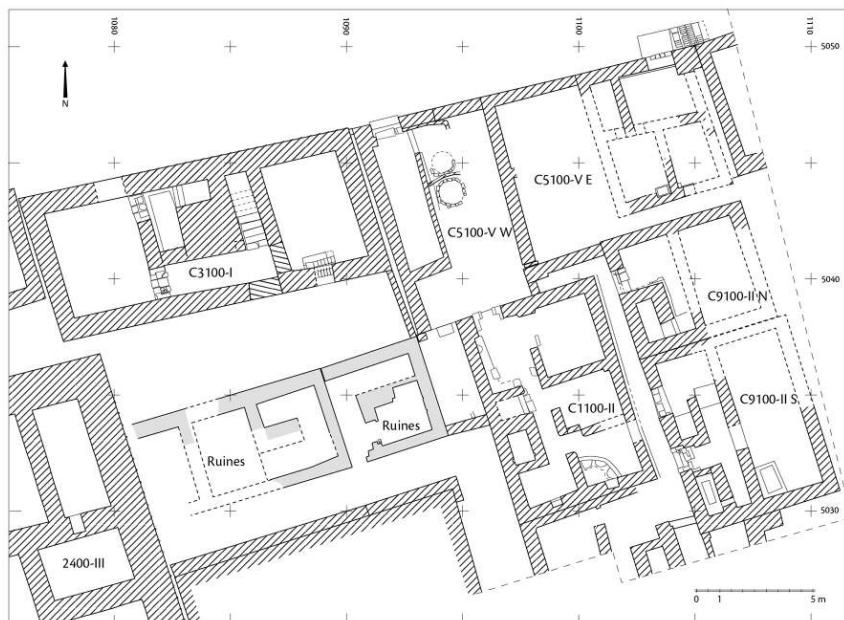 1080
1090
1100
1110
5050
N
C5100-V E
C5100-V W
C3100-I
5040
C9100-II N
C9100-II S
C1100-II
Ruines
Ruines
5030
2400-III
0 1 5 m